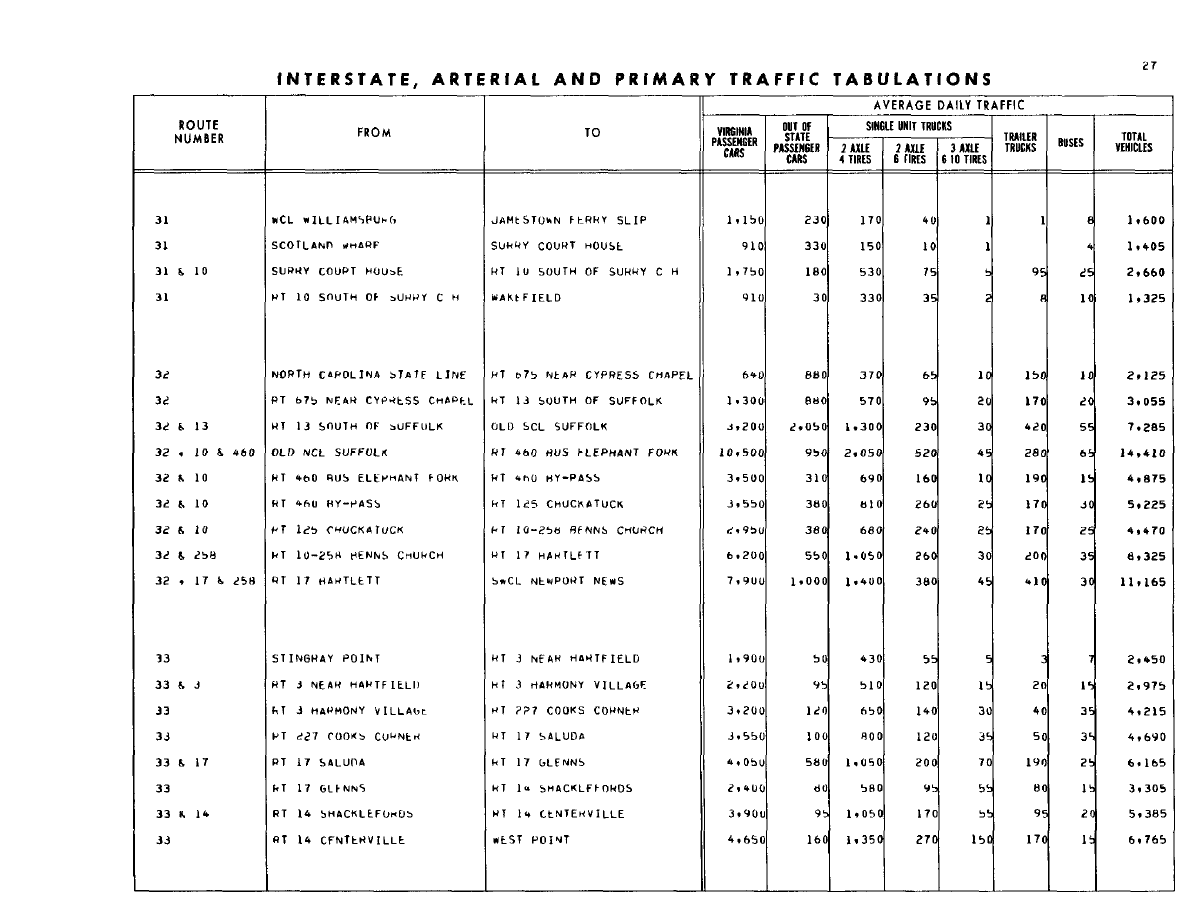 27
INTERSTATE, ARTERIAL AND PRIMARY TRAFFIC TABULATIONS
ROUTE NUMBER FROM TO AVERAGE DAILY TRAFFIC
VIRGINIA PASSENGER CARS OUT OF STATE PASSENGER CARS SINGLE UNIT TRUCKS 2 AXLE 4 TIRES 2 AXLE 6 TIRES 3 AXLE 6 10 TIRES TRAILER TRUCKS BUSES TOTAL VEHICLES
31 WCL WILLIAMSBURG JAMESTOWN FERRY SLIP 1,150 230 170 40 1 1 8 1,600
31 SCOTLAND WHARF SURRY COURT HOUSE 910 330 150 10 1 4 1,405
31 & 10 SURRY COURT HOUSE RT 10 SOUTH OF SURRY C H 1,750 180 530 75 5 95 25 2,660
31 RT 10 SOUTH OF SURRY C H WAKEFIELD 910 30 330 35 2 8 10 1,325
32 NORTH CAROLINA STATE LINE RT 675 NEAR CYPRESS CHAPEL 640 880 370 65 10 150 10 2,125
32 RT 675 NEAR CYPRESS CHAPEL RT 13 SOUTH OF SUFFOLK 1,300 880 570 95 20 170 20 3,055
32 & 13 RT 13 SOUTH OF SUFFOLK OLD SCL SUFFOLK 3,200 2,050 1,300 230 30 420 55 7,285
32 , 10 & 460 OLD NCL SUFFOLK RT 460 BUS ELEPHANT FORK 10,500 950 2,050 520 45 280 65 14,410
32 & 10 RT 460 BUS ELEPHANT FORK RT 460 BY-PASS 3,500 310 690 160 10 190 15 4,875
32 & 10 RT 460 BY-PASS RT 125 CHUCKATUCK 3,550 380 810 260 25 170 30 5,225
32 & 10 RT 125 CHUCKATUCK RT 10-258 BENNS CHURCH 2,950 380 680 240 25 170 25 4,470
32 & 258 RT 10-258 BENNS CHURCH RT 17 BARTLETT 6,200 550 1,050 260 30 200 35 8,325
32 , 17 & 258 RT 17 BARTLETT SWCL NEWPORT NEWS 7,900 1,000 1,400 380 45 410 30 11,165
33 STINGRAY POINT RT 3 NEAR HARTFIELD 1,900 50 430 55 5 3 7 2,450
33 & 3 RT 3 NEAR HARTFIELD RT 3 HARMONY VILLAGE 2,200 95 510 120 15 20 15 2,975
33 RT 3 HARMONY VILLAGE RT 227 COOKS CORNER 3,200 120 650 140 30 40 35 4,215
33 RT 227 COOKS CORNER RT 17 SALUDA 3,550 100 800 120 35 50 35 4,690
33 & 17 RT 17 SALUDA RT 17 GLENNS 4,050 580 1,050 200 70 190 25 6,165
33 RT 17 GLENNS RT 14 SHACKLEFORDS 2,400 80 580 95 55 80 15 3,305
33 & 14 RT 14 SHACKLEFORDS RT 14 CENTERVILLE 3,900 95 1,050 170 55 95 20 5,385
33 RT 14 CENTERVILLE WEST POINT 4,650 160 1,350 270 150 170 15 6,765